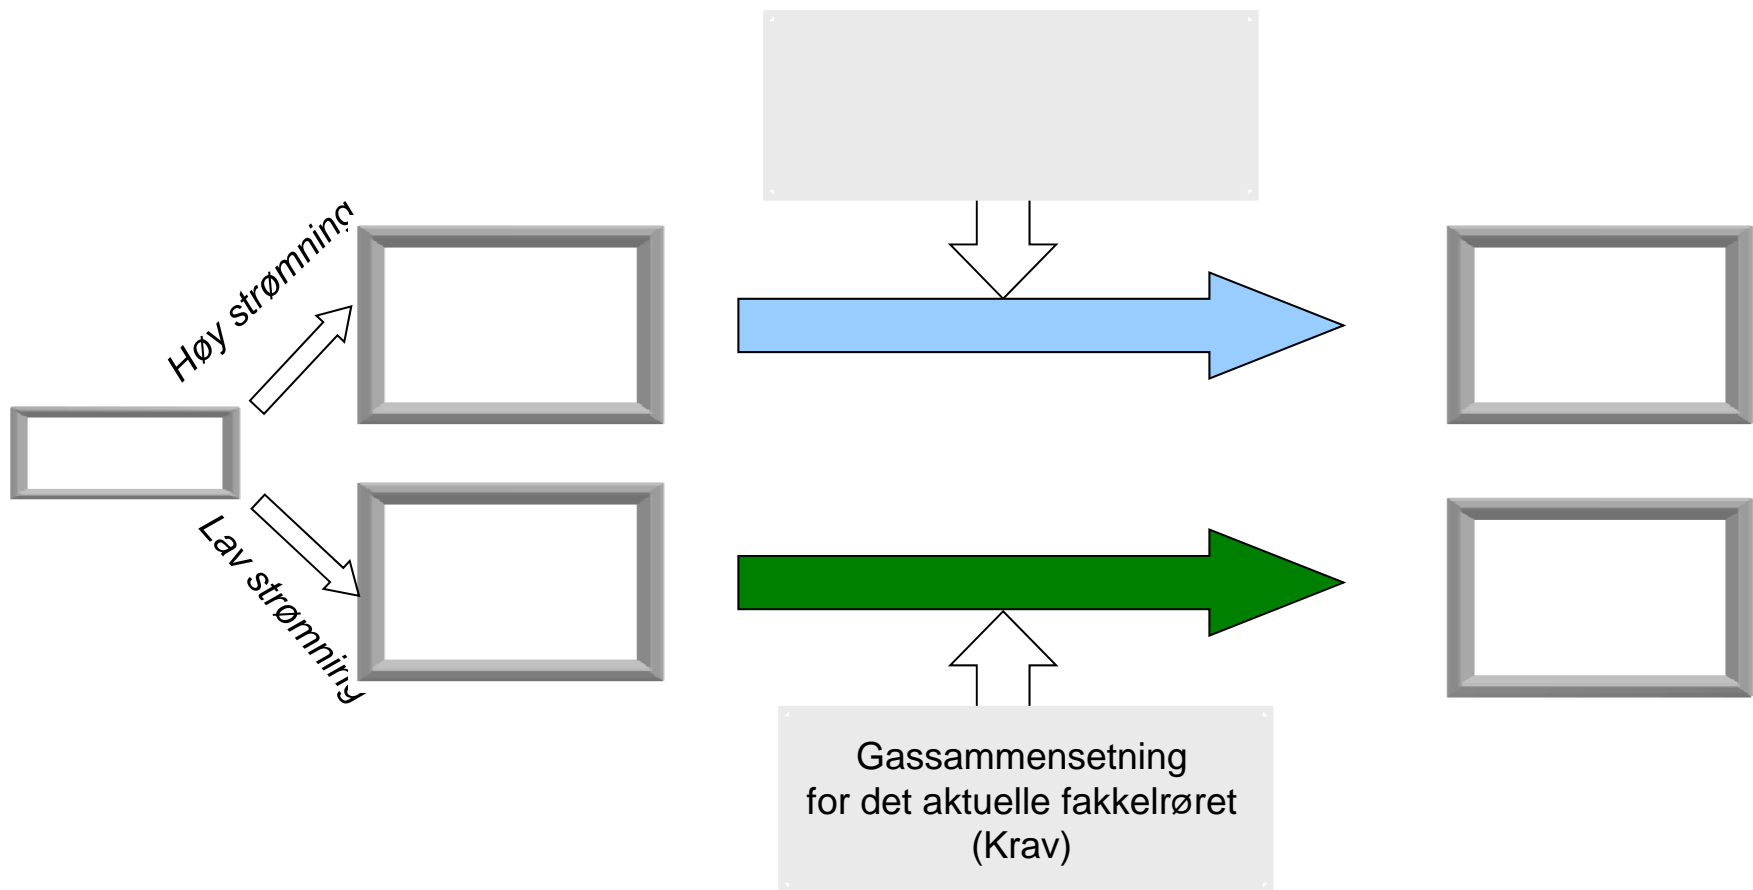 Høy strømning
Lav strømning
Gassammensetning
for det aktuelle fakkelrøret
(Krav)